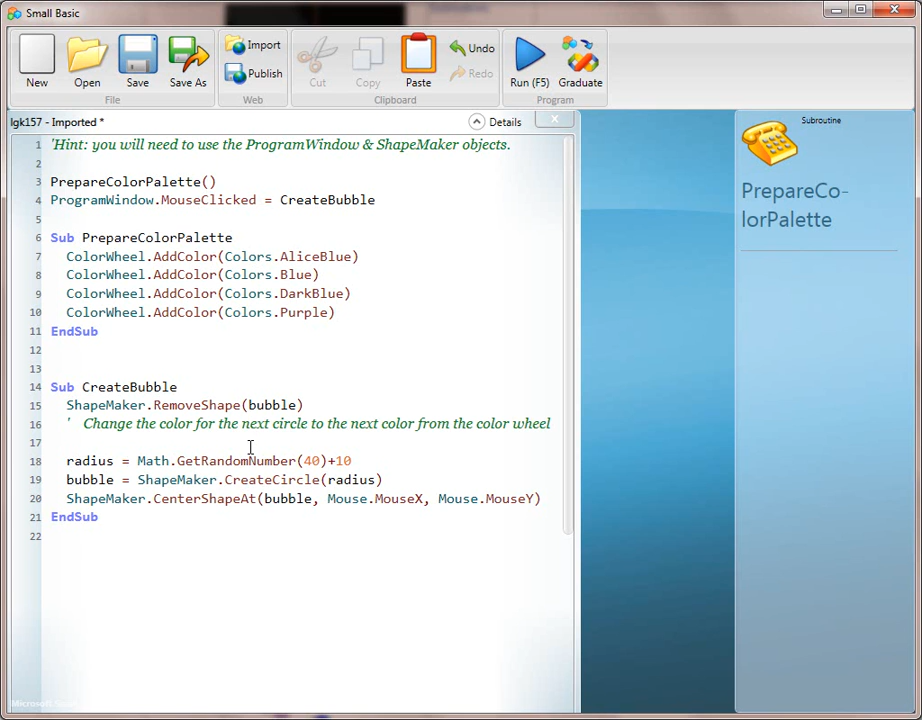 Small Basic
New
Open
Save
Save As
Import
Publish
Cut
Copy
Paste
Undo
Redo
Run (F5)
Graduate
File
Web
Clipboard
Program
lgk157 - Imported *
Details
x
Subroutine
PrepareCo-
lorPalette
1 'Hint: you will need to use the ProgramWindow & ShapeMaker objects.
2
3 PrepareColorPalette()
4 ProgramWindow.MouseClicked = CreateBubble
5
6 Sub PrepareColorPalette
7 ColorWheel.AddColor(Colors.AliceBlue)
8 ColorWheel.AddColor(Colors.Blue)
9 ColorWheel.AddColor(Colors.DarkBlue)
10 ColorWheel.AddColor(Colors.Purple)
11 EndSub
12
13
14 Sub CreateBubble
15 ShapeMaker.RemoveShape(bubble)
16 ' Change the color for the next circle to the next color from the color wheel
17
18 radius = Math.GetRandomNumber(40)+10
19 bubble = ShapeMaker.CreateCircle(radius)
20 ShapeMaker.CenterShapeAt(bubble, Mouse.MouseX, Mouse.MouseY)
21 EndSub
22